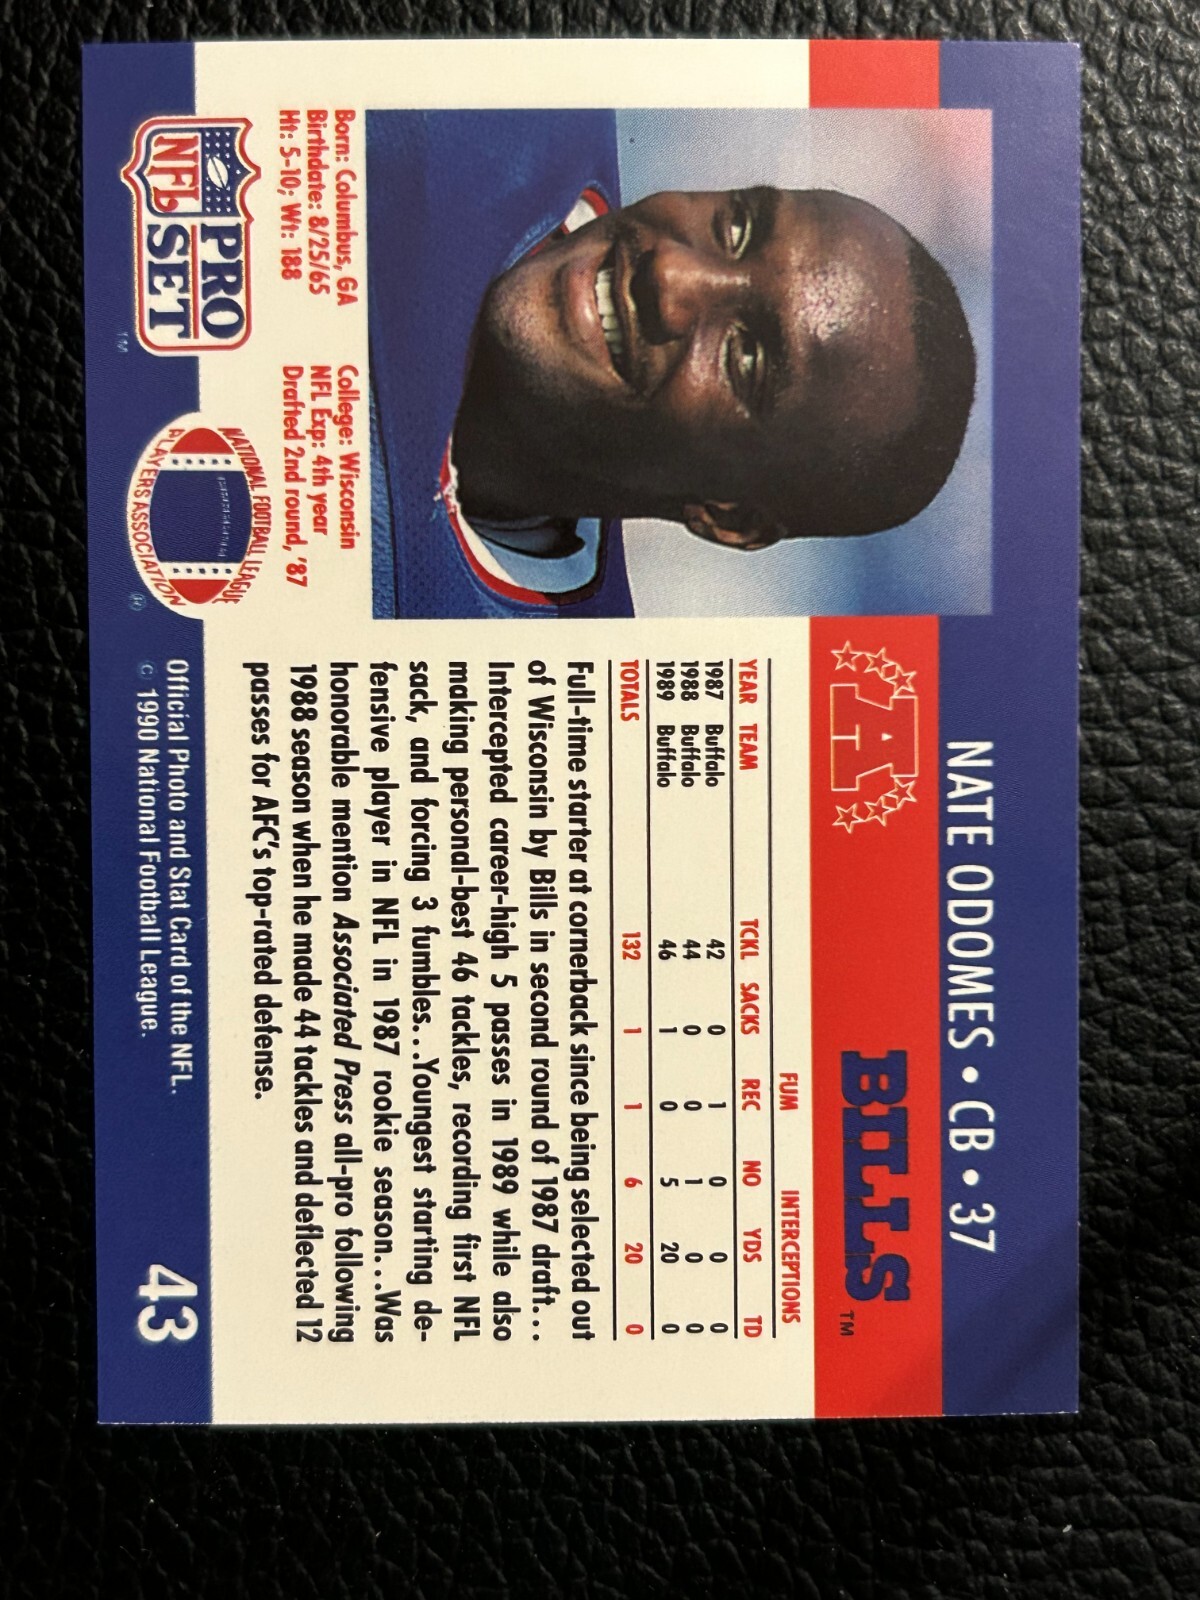 NATE ODOMES • CB • 37
A
BILLS TM
FUM INTERCEPTIONS
YEAR TEAM TCKL SACKS REC NO YDS TD
1987 Buffalo 42 0 1 0 0 0
1988 Buffalo 44 0 0 1 0 0
1989 Buffalo 46 1 0 5 20 0
TOTALS 132 1 1 6 20 0
Full-time starter at cornerback since being selected out
of Wisconsin by Bills in second round of 1987 draft...
Intercepted career-high 5 passes in 1989 while also
making personal-best 46 tackles, recording first NFL
sack, and forcing 3 fumbles...Youngest starting de-
fensive player in NFL in 1987 rookie season...Was
honorable mention Associated Press all-pro following
1988 season when he made 44 tackles and deflected 12
passes for AFC's top-rated defense.
Born: Columbus, GA
Birthdate: 8/25/65
Ht: 5-10; Wt: 188
College: Wisconsin
NFL Exp: 4th year
Drafted 2nd round, '87
PRO
NFL SET TM
NATIONAL FOOTBALL LEAGUE
PLAYERS ASSOCIATION ®
Official Photo and Stat Card of the NFL.
© 1990 National Football League.
43